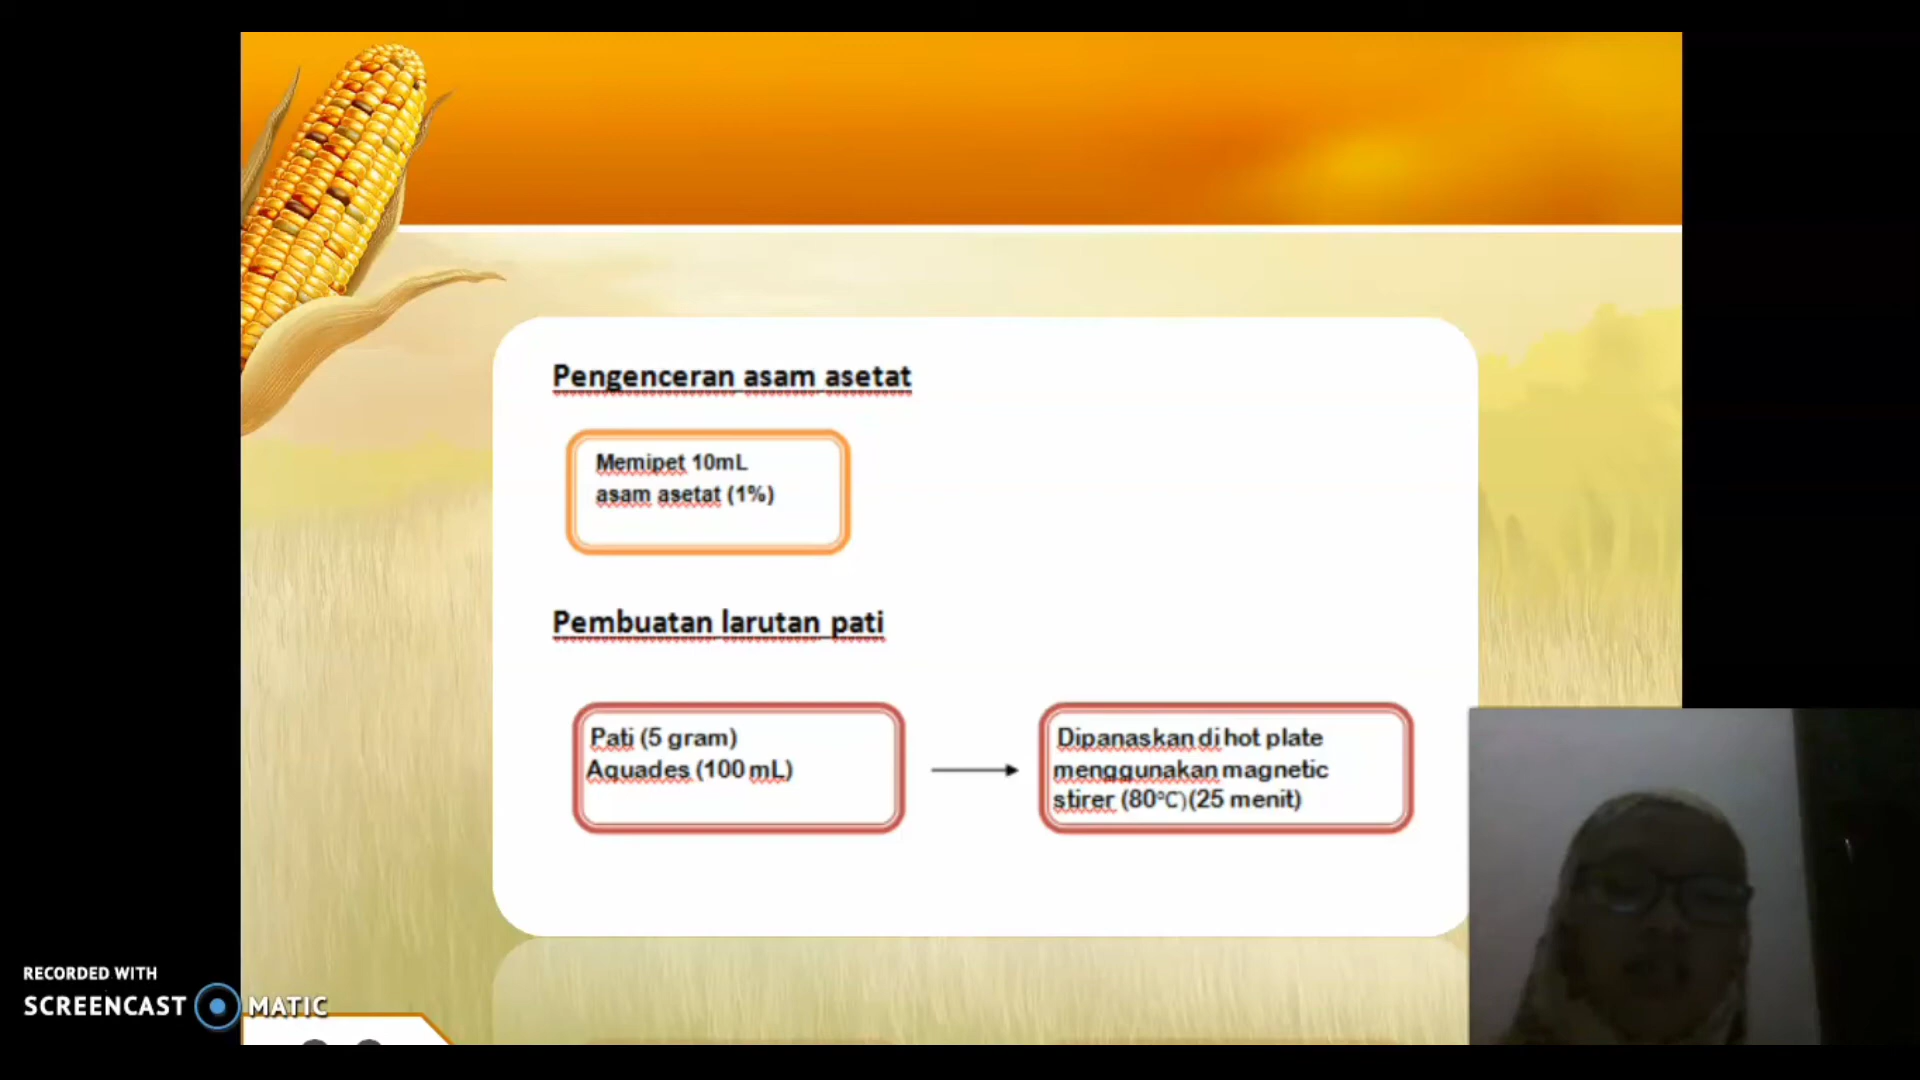 Pengenceran asam asetat
Memipet 10mL
asam asetat (1%)
Pembuatan larutan pati
Pati (5 gram)
Aquades (100 mL)
Dipanaskan di hot plate
menggunakan magnetic
stirer (80°C) (25 menit)
RECORDED WITH
SCREENCAST MATIC